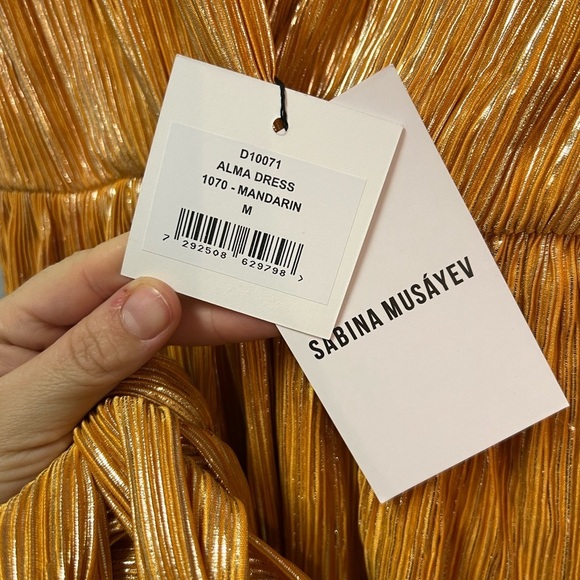 D10071
ALMA DRESS
1070 - MANDARIN
M
7 292508 629798 >
SABINA MUSÁYEV